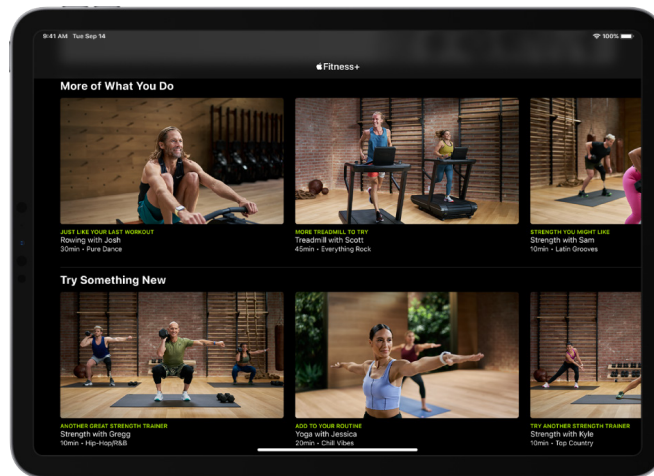 9:41 AM Tue Sep 14
100%
Fitness+
More of What You Do
JUST LIKE YOUR LAST WORKOUT
Rowing with Josh
30min • Pure Dance
MORE TREADMILL TO TRY
Treadmill with Scott
45min • Everything Rock
STRENGTH YOU MIGHT LIKE
Strength with Sam
10min • Latin Grooves
Try Something New
ANOTHER GREAT STRENGTH TRAINER
Strength with Gregg
10min • Hip-Hop/R&B
ADD TO YOUR ROUTINE
Yoga with Jessica
20min • Chill Vibes
TRY ANOTHER STRENGTH TRAINER
Strength with Kyle
10min • Top Country